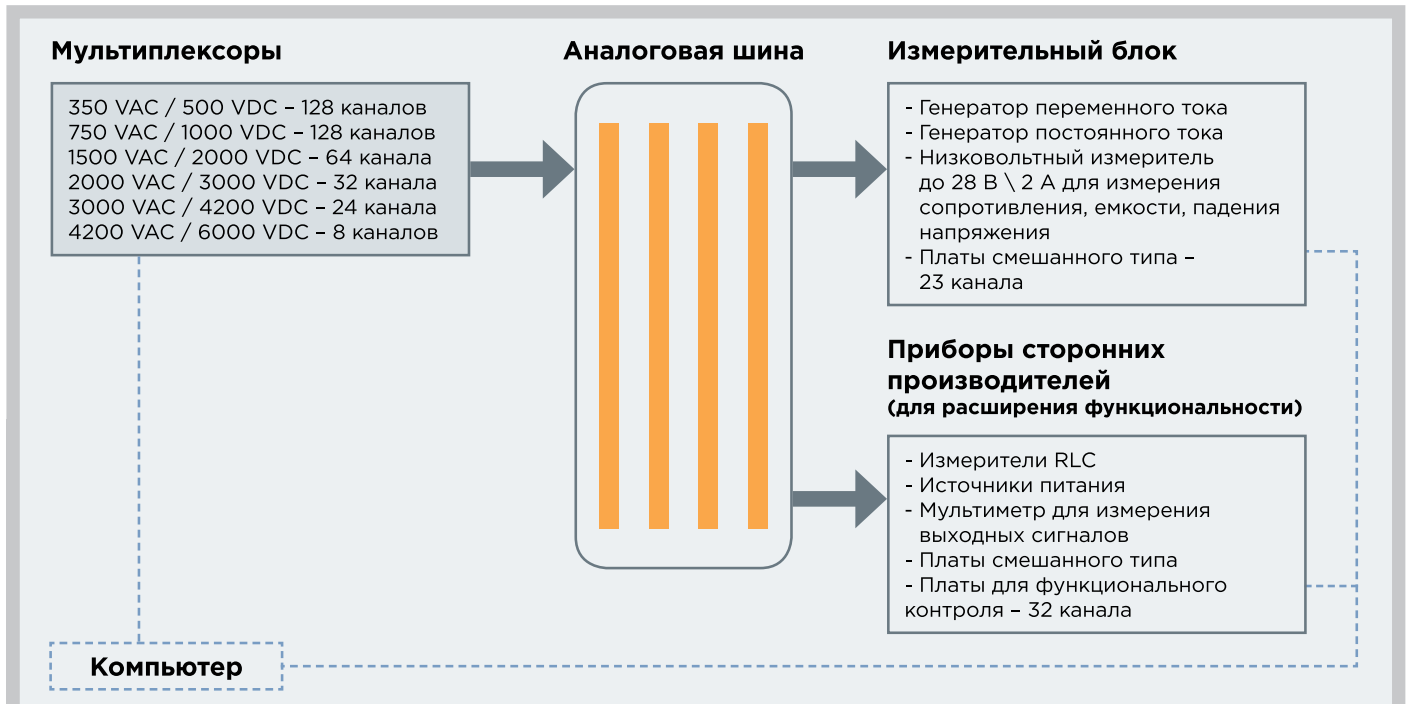 Мультиплексоры
350 VAC / 500 VDC – 128 каналов
750 VAC / 1000 VDC – 128 каналов
1500 VAC / 2000 VDC – 64 канала
2000 VAC / 3000 VDC – 32 канала
3000 VAC / 4200 VDC – 24 канала
4200 VAC / 6000 VDC – 8 каналов
Аналоговая шина
Измерительный блок
- Генератор переменного тока
- Генератор постоянного тока
- Низковольтный измеритель
до 28 В \ 2 А для измерения
сопротивления, емкости, падения
напряжения
- Платы смешанного типа –
23 канала
Приборы сторонних
производителей
(для расширения функциональности)
- Измерители RLC
- Источники питания
- Мультиметр для измерения
выходных сигналов
- Платы смешанного типа
- Платы для функционального
контроля – 32 канала
Компьютер